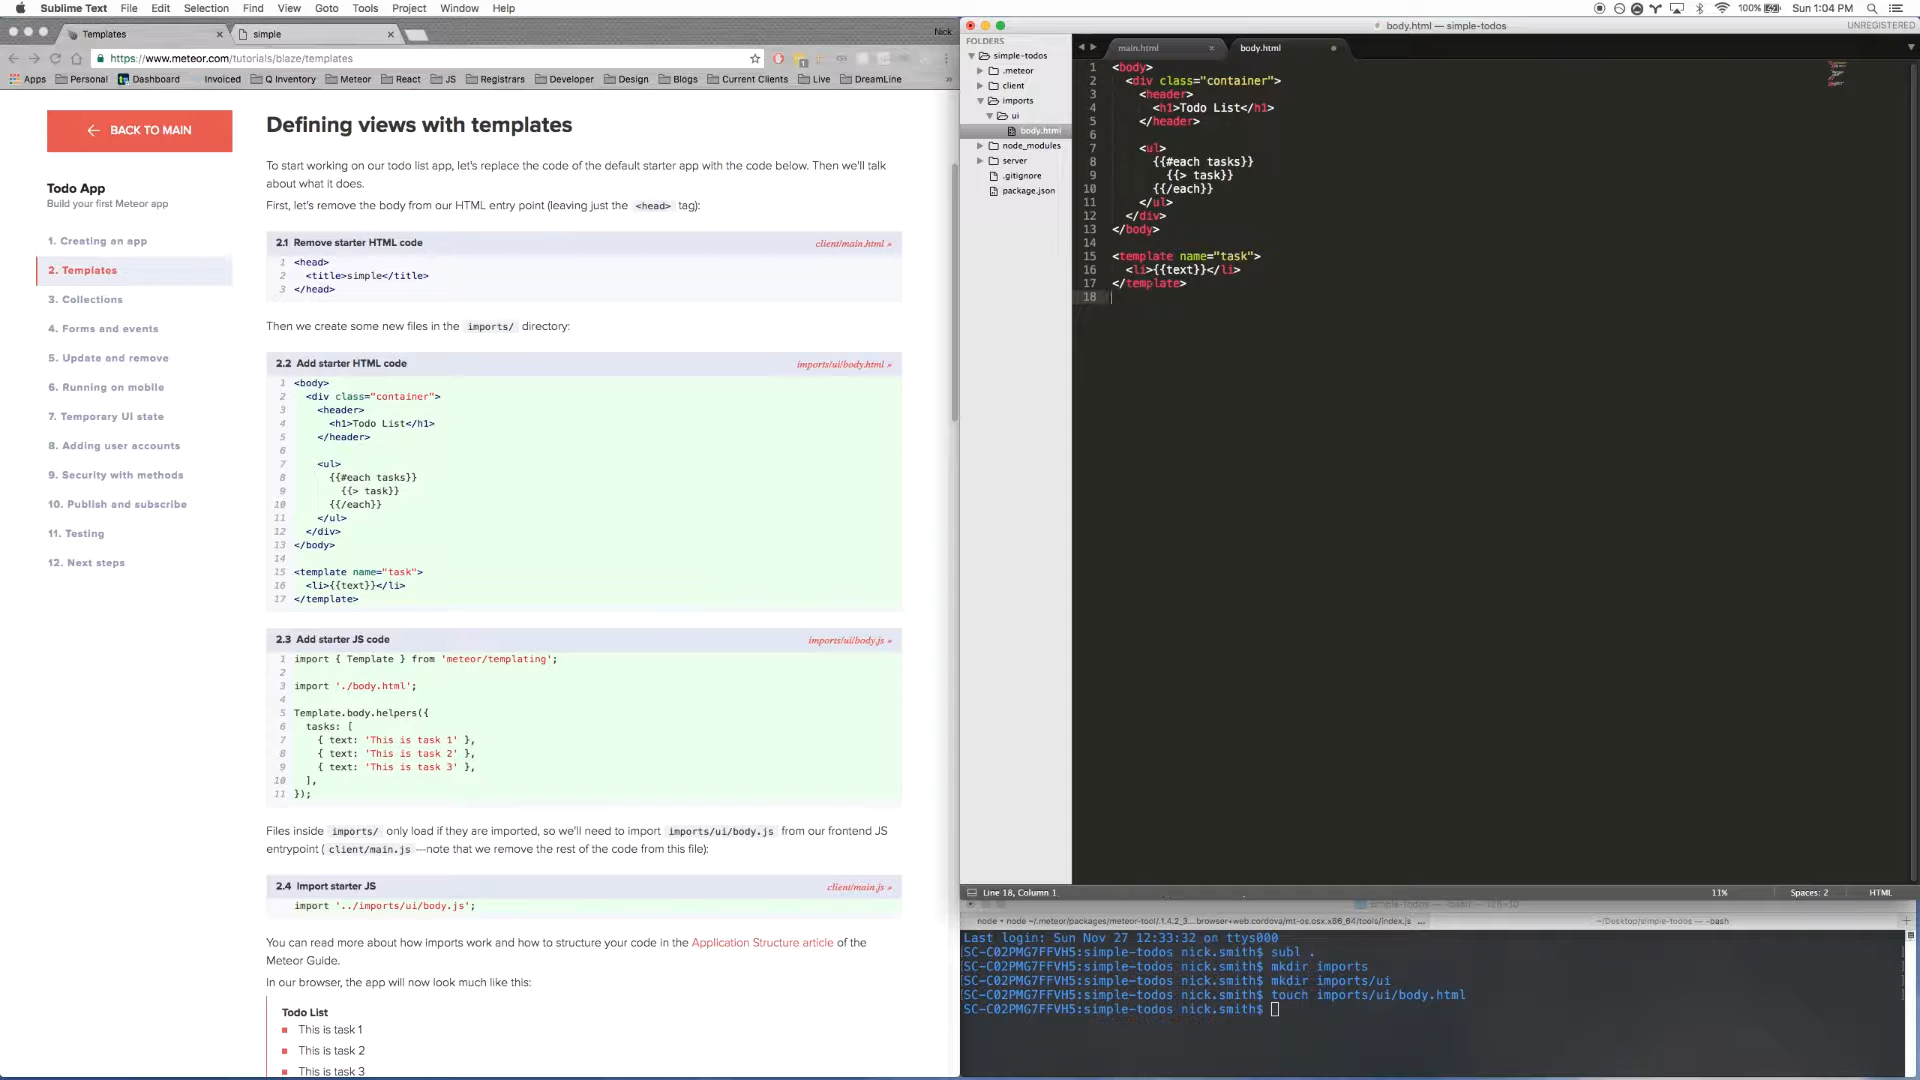 Sublime Text File Edit Selection Find View Goto Tools Project Window Help
100% Sun 1:04 PM
Templates
simple
Nick
https://www.meteor.com/tutorials/blaze/templates
Apps Personal Dashboard Invoiced Q Inventory Meteor React JS Registrars Developer Design Blogs Current Clients Live DreamLine »
← BACK TO MAIN
Todo App
Build your first Meteor app
1. Creating an app
2. Templates
3. Collections
4. Forms and events
5. Update and remove
6. Running on mobile
7. Temporary UI state
8. Adding user accounts
9. Security with methods
10. Publish and subscribe
11. Testing
12. Next steps
Defining views with templates
To start working on our todo list app, let's replace the code of the default starter app with the code below. Then we'll talk
about what it does.
First, let's remove the body from our HTML entry point (leaving just the <head> tag):
2.1 Remove starter HTML code client/main.html »
1 <head>
2 <title>simple</title>
3 </head>
Then we create some new files in the imports/ directory:
2.2 Add starter HTML code imports/ui/body.html »
1 <body>
2 <div class="container">
3 <header>
4 <h1>Todo List</h1>
5 </header>
6
7 <ul>
8 {{#each tasks}}
9 {{> task}}
10 {{/each}}
11 </ul>
12 </div>
13 </body>
14
15 <template name="task">
16 <li>{{text}}</li>
17 </template>
2.3 Add starter JS code imports/ui/body.js »
1 import { Template } from 'meteor/templating';
2
3 import './body.html';
4
5 Template.body.helpers({
6 tasks: [
7 { text: 'This is task 1' },
8 { text: 'This is task 2' },
9 { text: 'This is task 3' },
10 ],
11 });
Files inside imports/ only load if they are imported, so we'll need to import imports/ui/body.js from our frontend JS
entrypoint ( client/main.js ---note that we remove the rest of the code from this file):
2.4 Import starter JS client/main.js »
import '../imports/ui/body.js';
You can read more about how imports work and how to structure your code in the Application Structure article of the
Meteor Guide.
In our browser, the app will now look much like this:
Todo List
This is task 1
This is task 2
This is task 3
body.html — simple-todos
UNREGISTERED
FOLDERS
simple-todos
.meteor
client
imports
ui
body.html
node_modules
server
.gitignore
package.json
main.html
body.html
1 <body>
2 <div class="container">
3 <header>
4 <h1>Todo List</h1>
5 </header>
6
7 <ul>
8 {{#each tasks}}
9 {{> task}}
10 {{/each}}
11 </ul>
12 </div>
13 </body>
14
15 <template name="task">
16 <li>{{text}}</li>
17 </template>
18
Line 18, Column 1 11% Spaces: 2 HTML
simple-todos — -bash —
node • node ~/.meteor/packages/meteor-tool/.1.4.2_3... browser+web.cordova/mt-os.osx.x86_64/tools/index.js ...
~/Desktop/simple-todos — -bash
Last login: Sun Nov 27 12:33:32 on ttys000
[SC-C02PMG7FFVH5:simple-todos nick.smith$ subl .
[SC-C02PMG7FFVH5:simple-todos nick.smith$ mkdir imports
[SC-C02PMG7FFVH5:simple-todos nick.smith$ mkdir imports/ui
[SC-C02PMG7FFVH5:simple-todos nick.smith$ touch imports/ui/body.html
SC-C02PMG7FFVH5:simple-todos nick.smith$